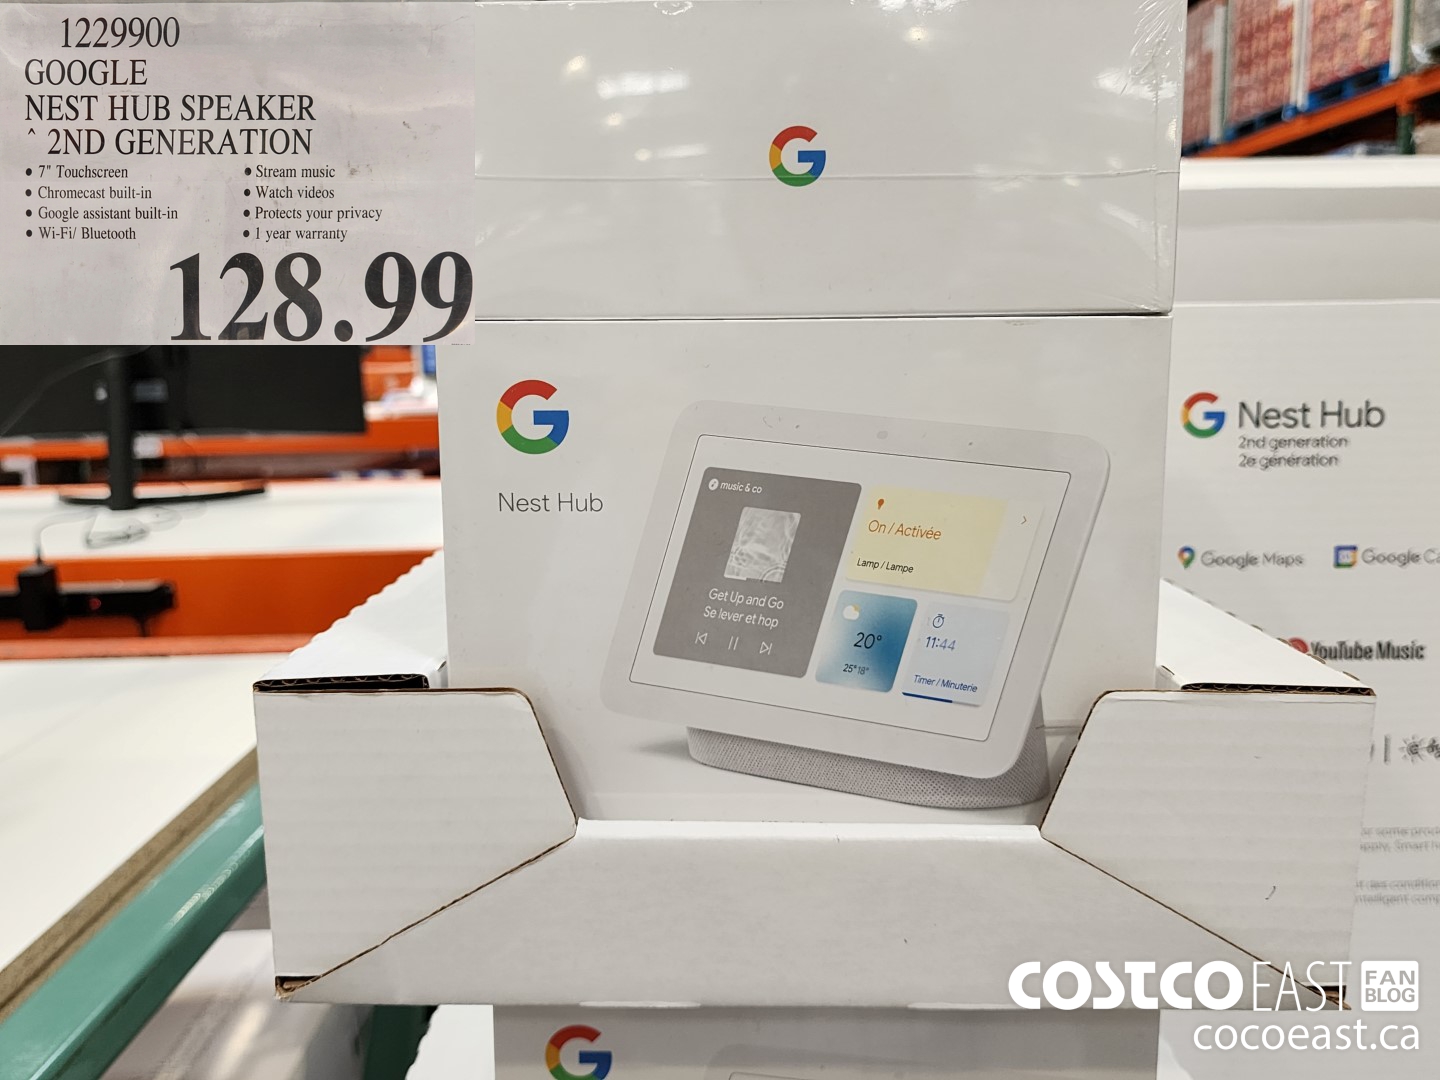 1229900
GOOGLE
NEST HUB SPEAKER
^ 2ND GENERATION
• 7" Touchscreen
• Chromecast built-in
• Google assistant built-in
• Wi-Fi/ Bluetooth
• Stream music
• Watch videos
• Protects your privacy
• 1 year warranty
128.99
G
G
Nest Hub
music & co
Get Up and Go
Se lever et hop
On / Activée
Lamp / Lampe
20°
25° 18°
11:44
Timer / Minuterie
G Nest Hub
2nd generation
2e génération
Google Maps
Google Ca
YouTube Music
COSTCO EAST FAN BLOG
cocoeast.ca
G